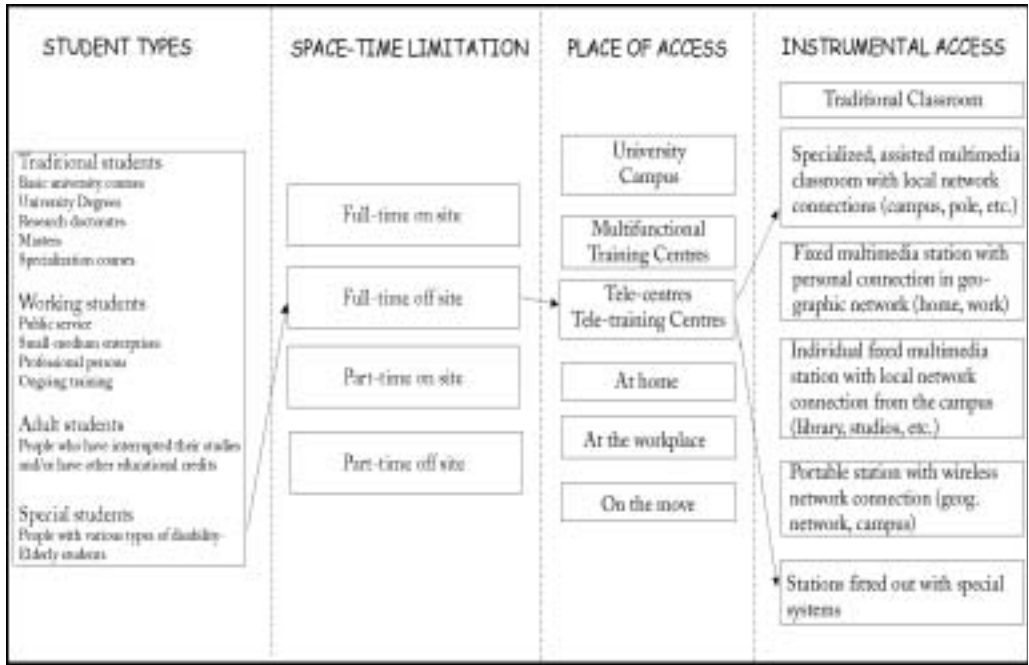 STUDENT TYPES
Traditional students
Basic university courses
University Degrees
Research doctorates
Masters
Specialization courses
Working students
Public service
Small-medium enterprises
Professional persons
Ongoing training
Adult students
People who have interrupted their studies
and/or have other educational credits
Special students
People with various types of disability-
Elderly students
SPACE-TIME LIMITATION
Full-time on site
Full-time off site
Part-time on site
Part-time off site
PLACE OF ACCESS
University
Campus
Multifunctional
Training Centres
Tele-centres
Tele-training Centres
At home
At the workplace
On the move
INSTRUMENTAL ACCESS
Traditional Classroom
Specialized, assisted multimedia
classroom with local network
connections (campus, pole, etc.)
Fixed multimedia station with
personal connection in geo-
graphic network (home, work)
Individual fixed multimedia
station with local network
connection from the campus
(library, studios, etc.)
Portable station with wireless
network connection (geog.
network, campus)
Stations fitted out with special
systems